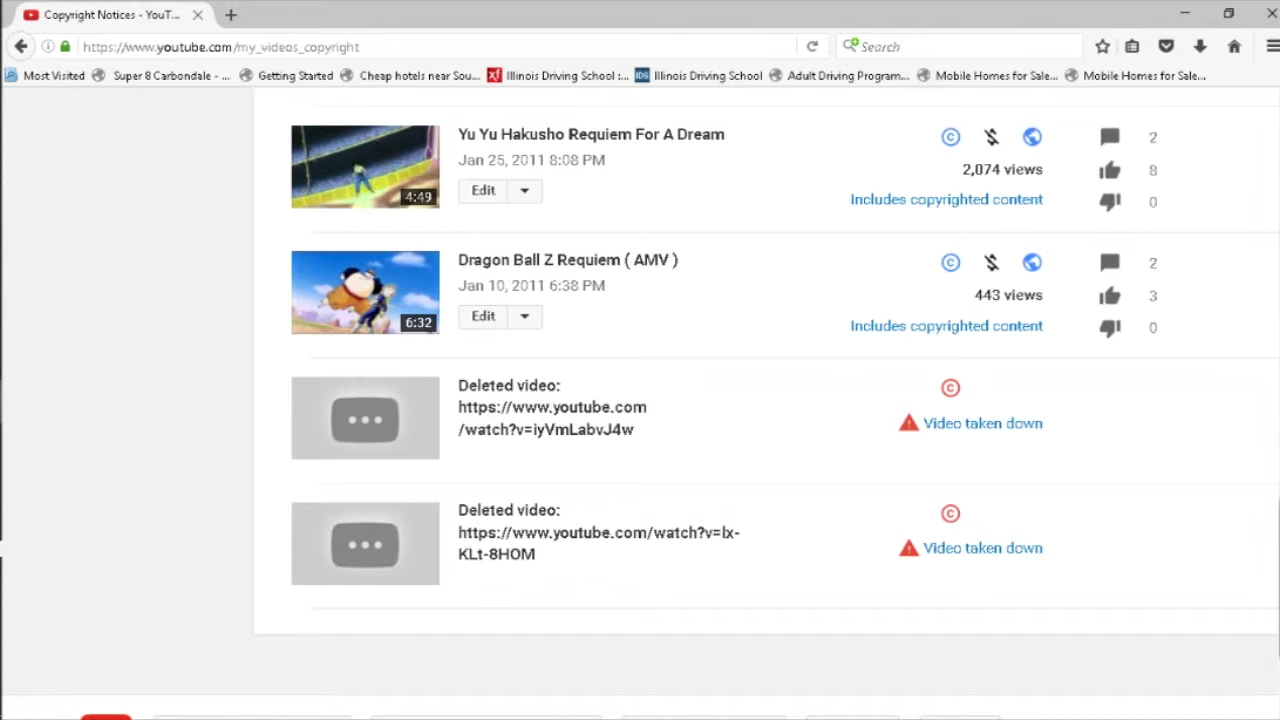 Copyright Notices - YouT...
https://www.youtube.com/my_videos_copyright
Search
Most Visited Super 8 Carbondale - ... Getting Started Cheap hotels near Sou... Illinois Driving School :... Illinois Driving School Adult Driving Program... Mobile Homes for Sale... Mobile Homes for Sale...
Yu Yu Hakusho Requiem For A Dream
Jan 25, 2011 8:08 PM
Edit
4:49
2
2,074 views
8
Includes copyrighted content
0
Dragon Ball Z Requiem ( AMV )
Jan 10, 2011 6:38 PM
Edit
6:32
2
443 views
3
Includes copyrighted content
0
Deleted video:
https://www.youtube.com
/watch?v=iyVmLabvJ4w
Video taken down
Deleted video:
https://www.youtube.com/watch?v=lx-
KLt-8HOM
Video taken down